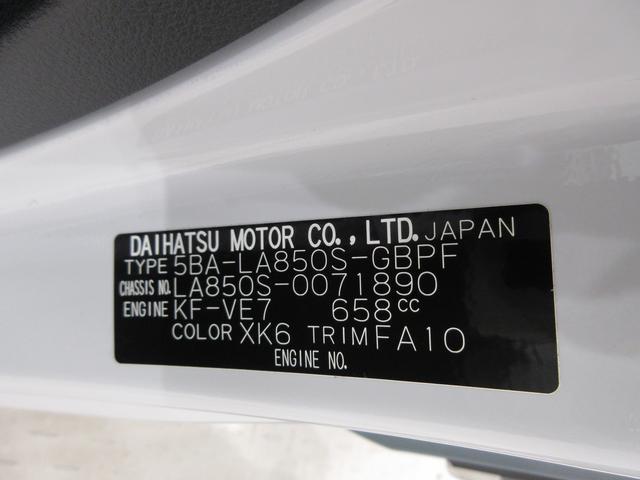 DAIHATSU MOTOR CO., LTD. JAPAN
TYPE 5BA-LA850S-GBPF
CHASSIS NO. LA850S-0071890
ENGINE KF-VE7 658cc
COLOR XK6 TRIM FA10
ENGINE NO.